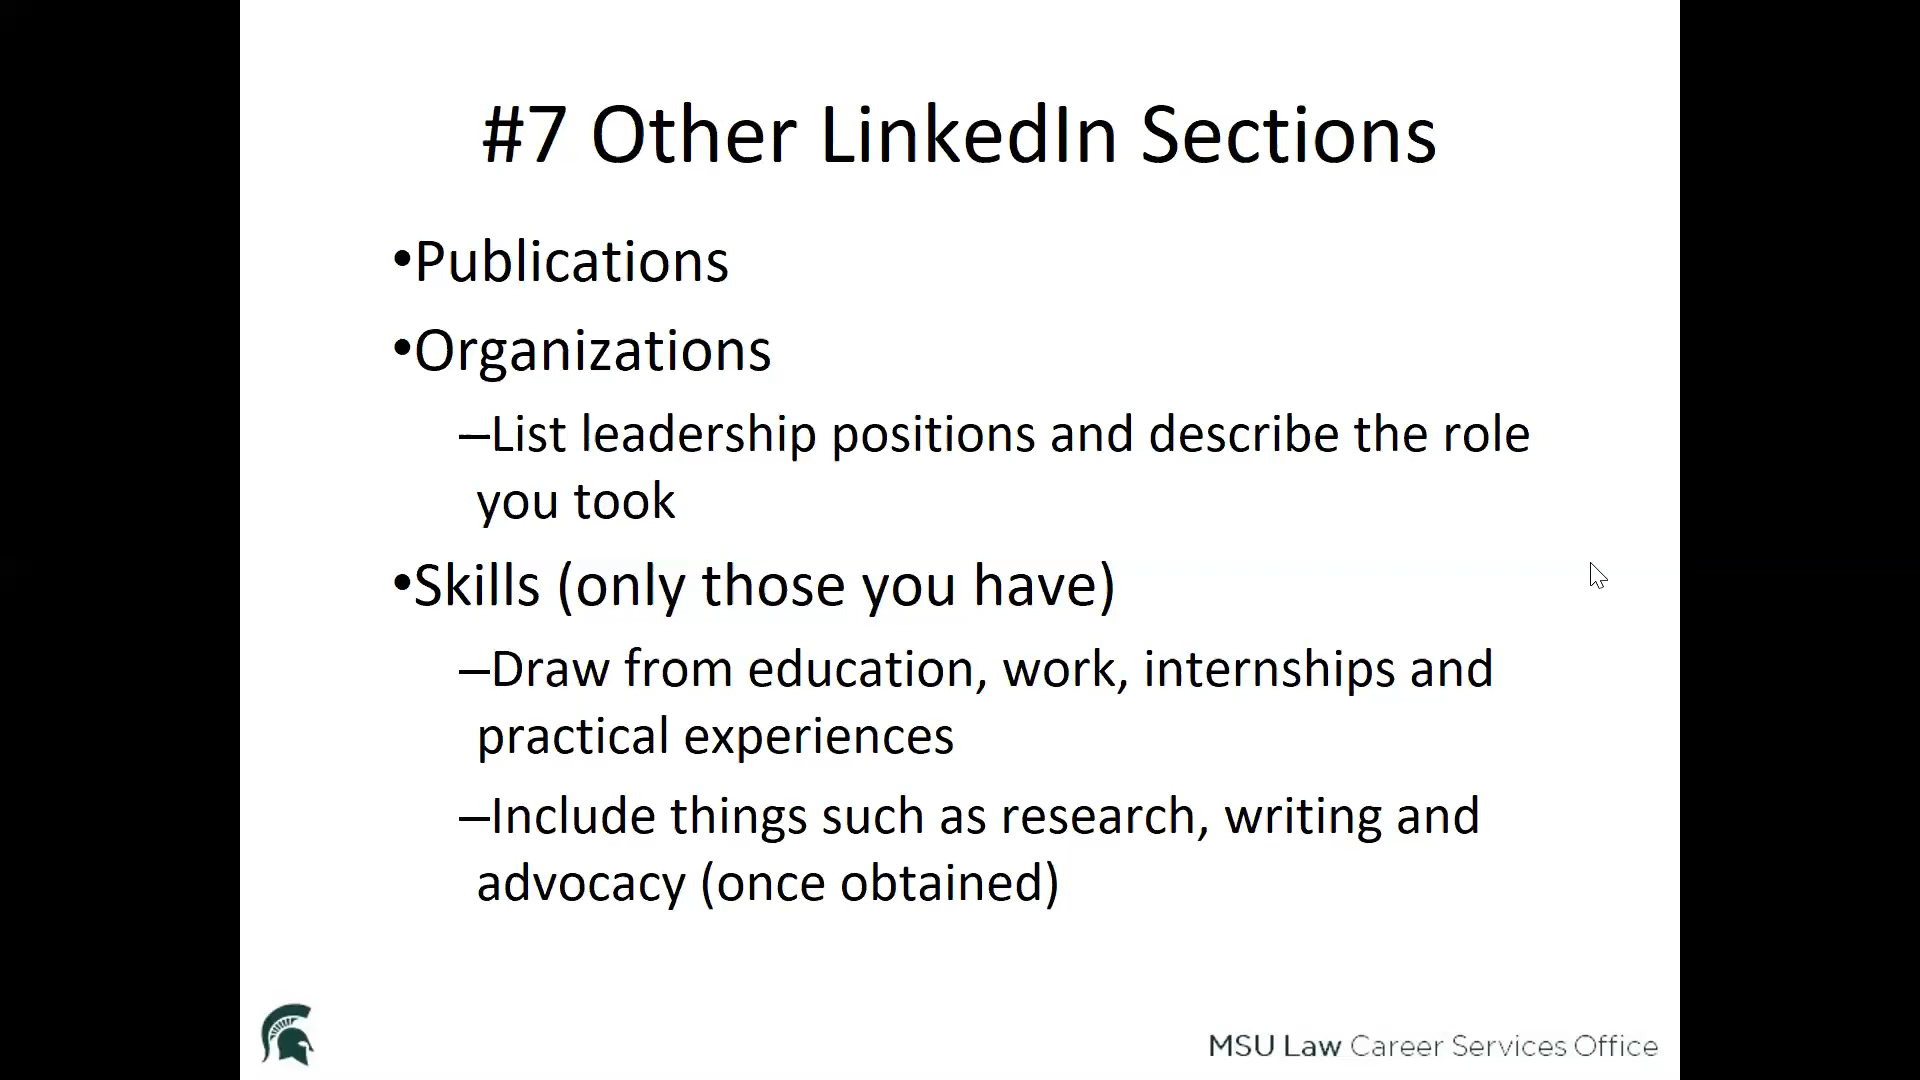 #7 Other LinkedIn Sections
•Publications
•Organizations
–List leadership positions and describe the role
you took
•Skills (only those you have)
–Draw from education, work, internships and
practical experiences
–Include things such as research, writing and
advocacy (once obtained)
MSU Law Career Services Office